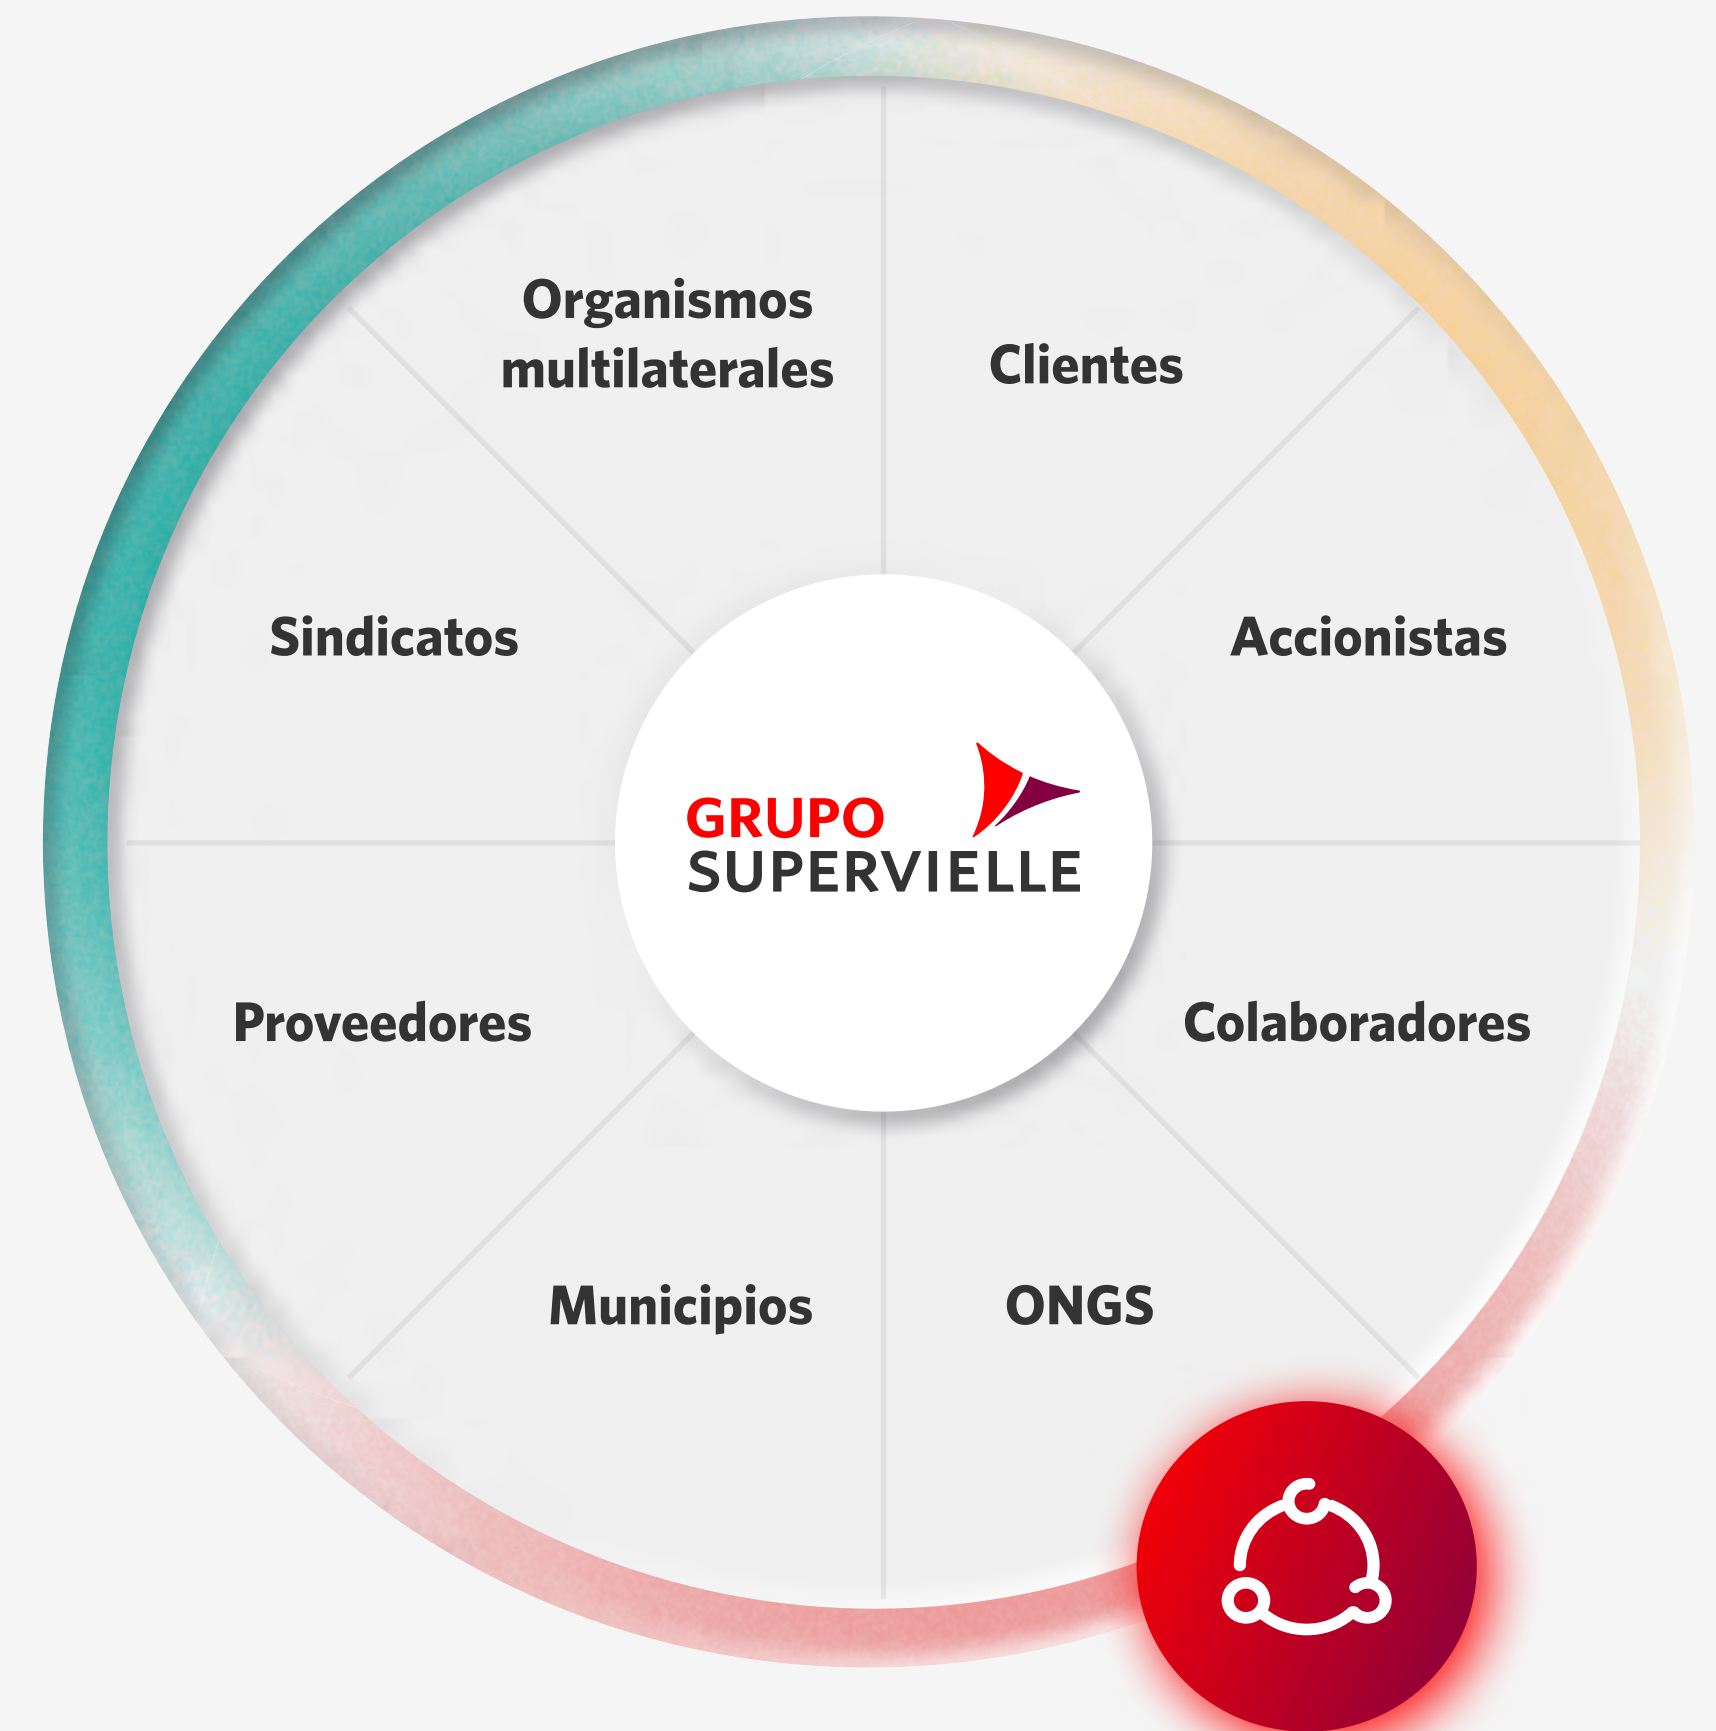 Organismos
multilaterales
Clientes
Sindicatos
Accionistas
GRUPO
SUPERVIELLE
Proveedores
Colaboradores
Municipios
ONGS